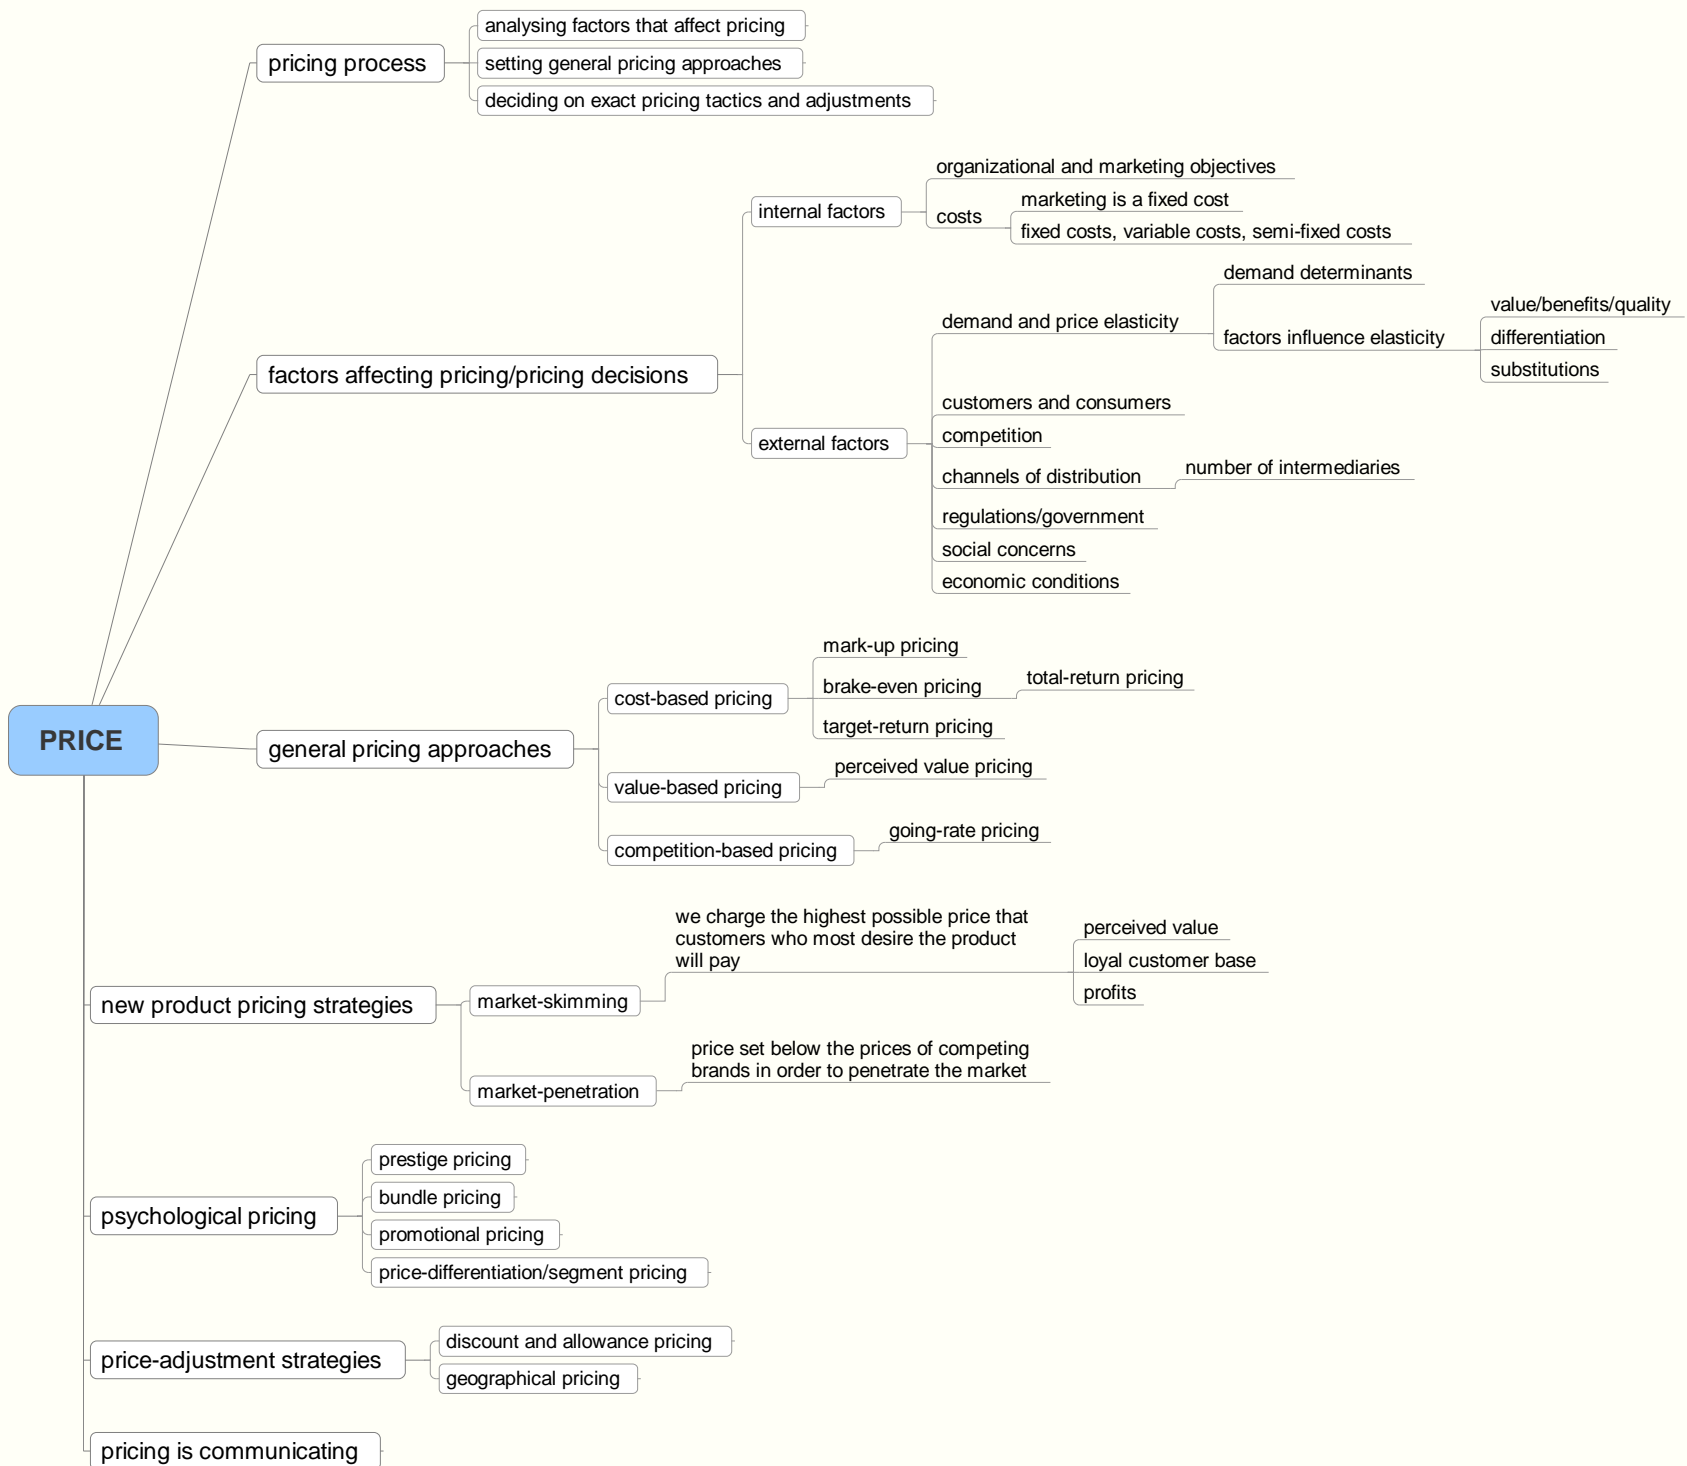 analysing factors that affect pricing
pricing process
setting general pricing approaches
deciding on exact pricing tactics and adjustments
organizational and marketing objectives
internal factors
marketing is a fixed cost
costs
fixed costs, variable costs, semi-fixed costs
demand determinants
value/benefits/quality
demand and price elasticity
factors influence elasticity
differentiation
substitutions
factors affecting pricing/pricing decisions
customers and consumers
external factors
competition
channels of distribution
number of intermediaries
regulations/government
social concerns
economic conditions
mark-up pricing
cost-based pricing
brake-even pricing
total-return pricing
target-return pricing
PRICE
general pricing approaches
value-based pricing
perceived value pricing
competition-based pricing
going-rate pricing
we charge the highest possible price that
customers who most desire the product
will pay
perceived value
loyal customer base
profits
new product pricing strategies
market-skimming
price set below the prices of competing
brands in order to penetrate the market
market-penetration
prestige pricing
bundle pricing
psychological pricing
promotional pricing
price-differentiation/segment pricing
discount and allowance pricing
price-adjustment strategies
geographical pricing
pricing is communicating